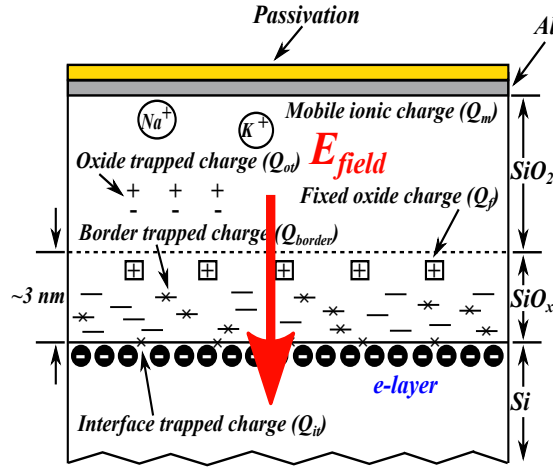 Passivation
Al
Na+
K+
Mobile ionic charge (Qm)
Oxide trapped charge (Qot)
E field
SiO2
+ + +
- - -
Fixed oxide charge (Qf)
Border trapped charge (Qborder)
+ + + + +
~3 nm
SiOx
e-layer
Si
Interface trapped charge (Qit)